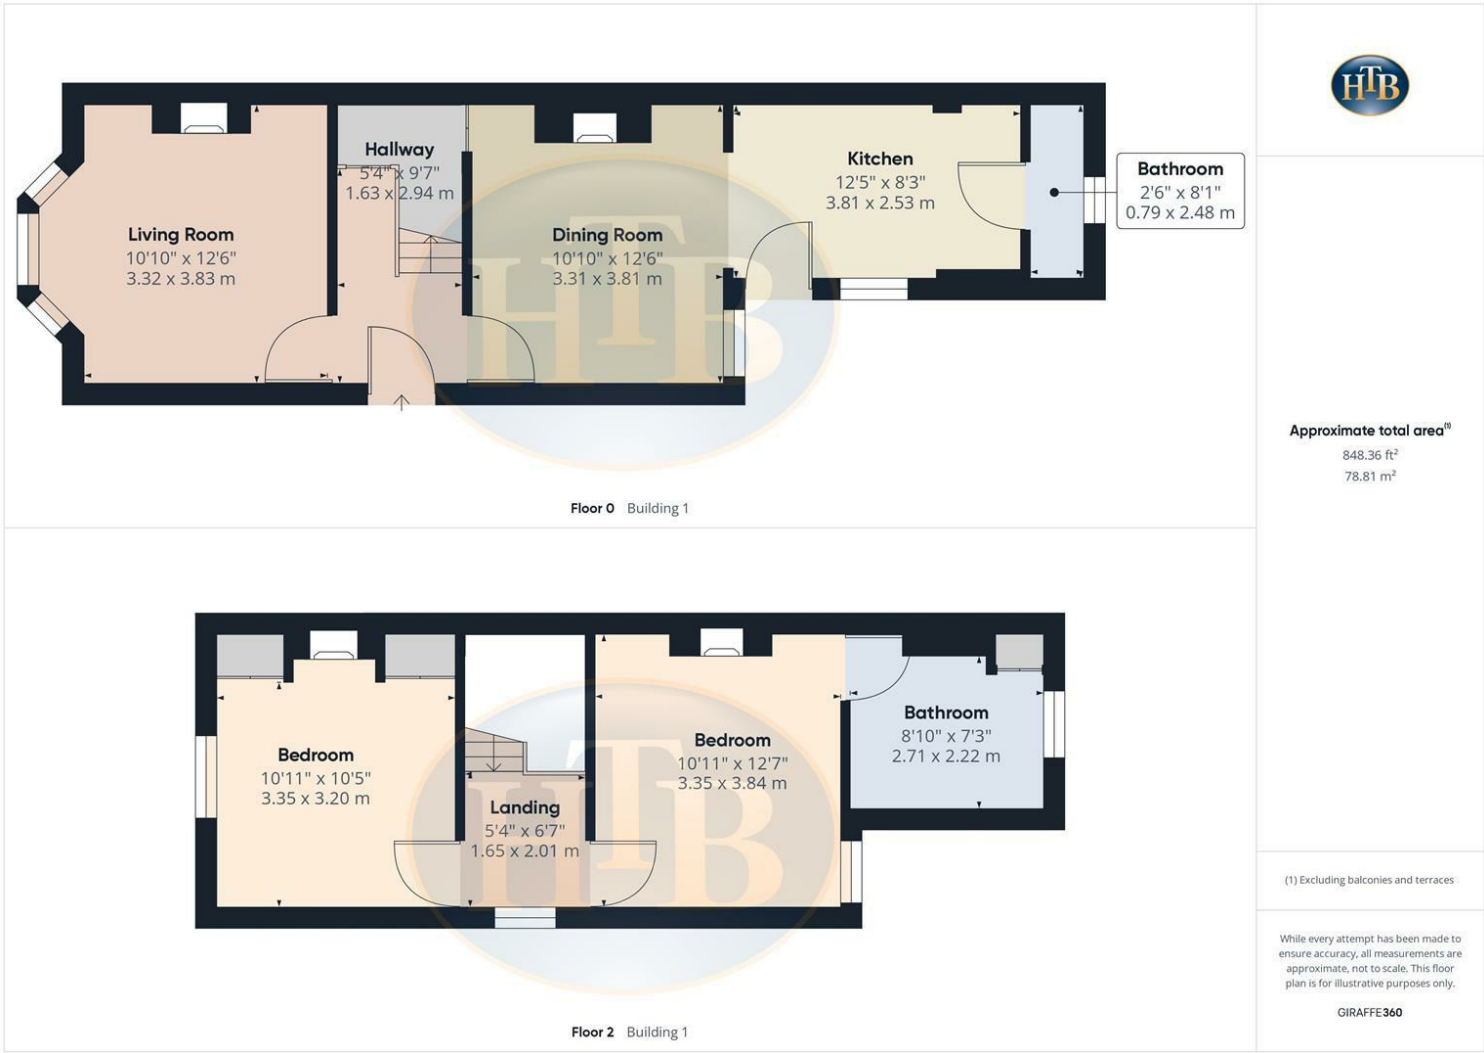 Living Room
10'10" x 12'6"
3.32 x 3.83 m
Hallway
5'4" x 9'7"
1.63 x 2.94 m
Dining Room
10'10" x 12'6"
3.31 x 3.81 m
Kitchen
12'5" x 8'3"
3.81 x 2.53 m
Bathroom
2'6" x 8'1"
0.79 x 2.48 m
HTB
Floor 0 Building 1
Bedroom
10'11" x 10'5"
3.35 x 3.20 m
Landing
5'4" x 6'7"
1.65 x 2.01 m
Bedroom
10'11" x 12'7"
3.35 x 3.84 m
Bathroom
8'10" x 7'3"
2.71 x 2.22 m
HTB
Floor 2 Building 1
HTB
Approximate total area(1)
848.36 ft²
78.81 m²
(1) Excluding balconies and terraces
While every attempt has been made to
ensure accuracy, all measurements are
approximate, not to scale. This floor
plan is for illustrative purposes only.
GIRAFFE360